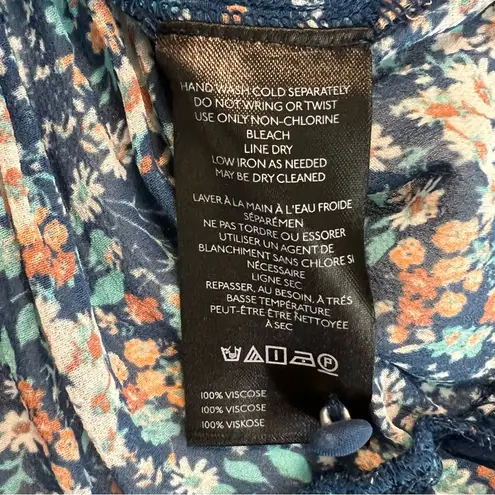 HAND WASH COLD SEPARATELY
DO NOT WRING OR TWIST
USE ONLY NON-CHLORINE
BLEACH
LINE DRY
LOW IRON AS NEEDED
MAY BE DRY CLEANED
LAVER À LA MAIN À L'EAU FROIDE
SÉPARÉMEN
NE PAS TORDRE OU ESSORER
UTILISER UN AGENT DE
BLANCHIMENT SANS CHLORE SI
NÉCESSAIRE
LIGNE SEC
REPASSER, AU BESOIN, À TRÉS
BASSE TEMPÉRATURE
PEUT-ÊTRE ÊTRE NETTOYÉE
À SEC
P
100% VISCOSE
100% VISCOSE
100% VISKOSE